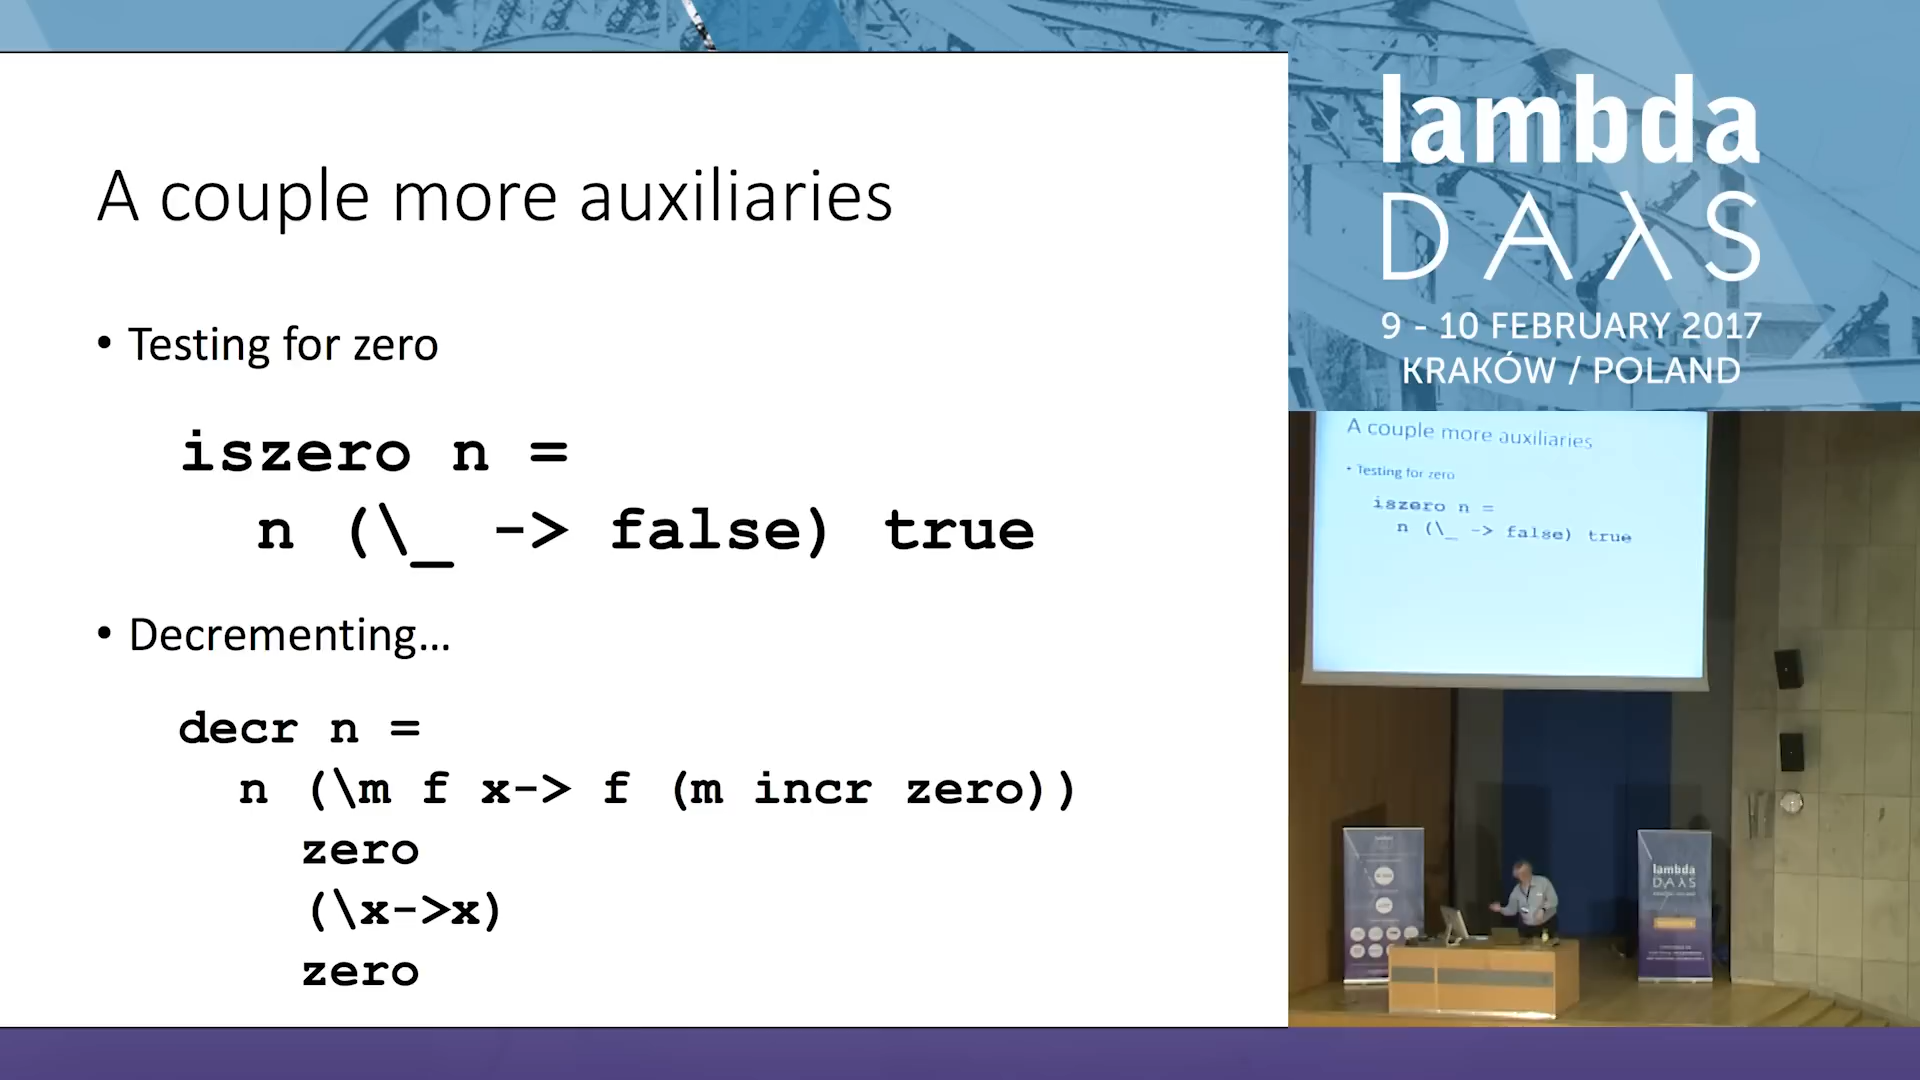 A couple more auxiliaries
• Testing for zero
iszero n =
n (\_ -> false) true
• Decrementing…
decr n =
n (\m f x-> f (m incr zero))
zero
(\x->x)
zero
lambda
DAλS
9 - 10 FEBRUARY 2017
KRAKÓW / POLAND
A couple more auxiliaries
• Testing for zero
iszero n =
n (\_ -> false) true
lambda
DAλS